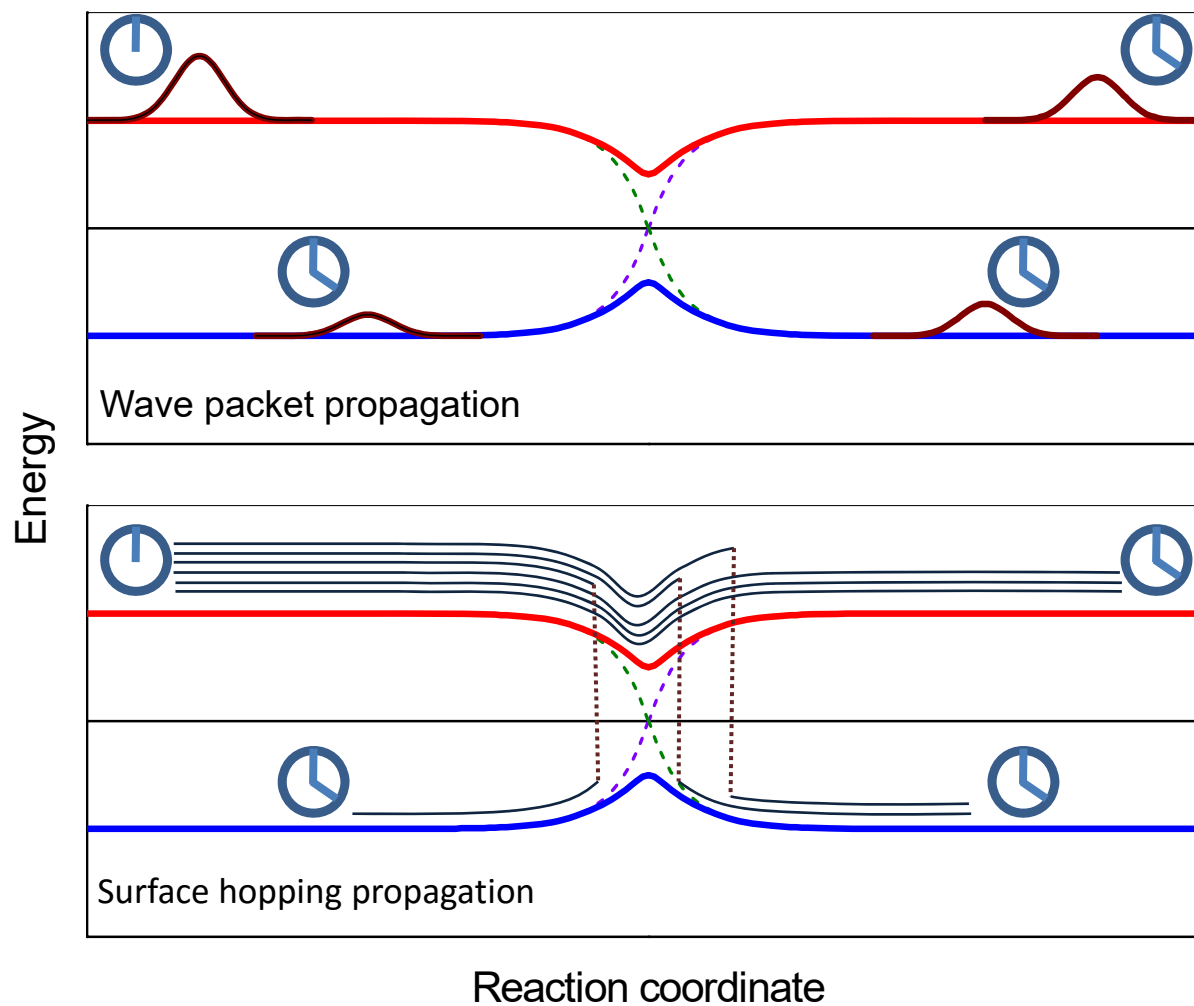 Wave packet propagation
Energy
Surface hopping propagation
Reaction coordinate